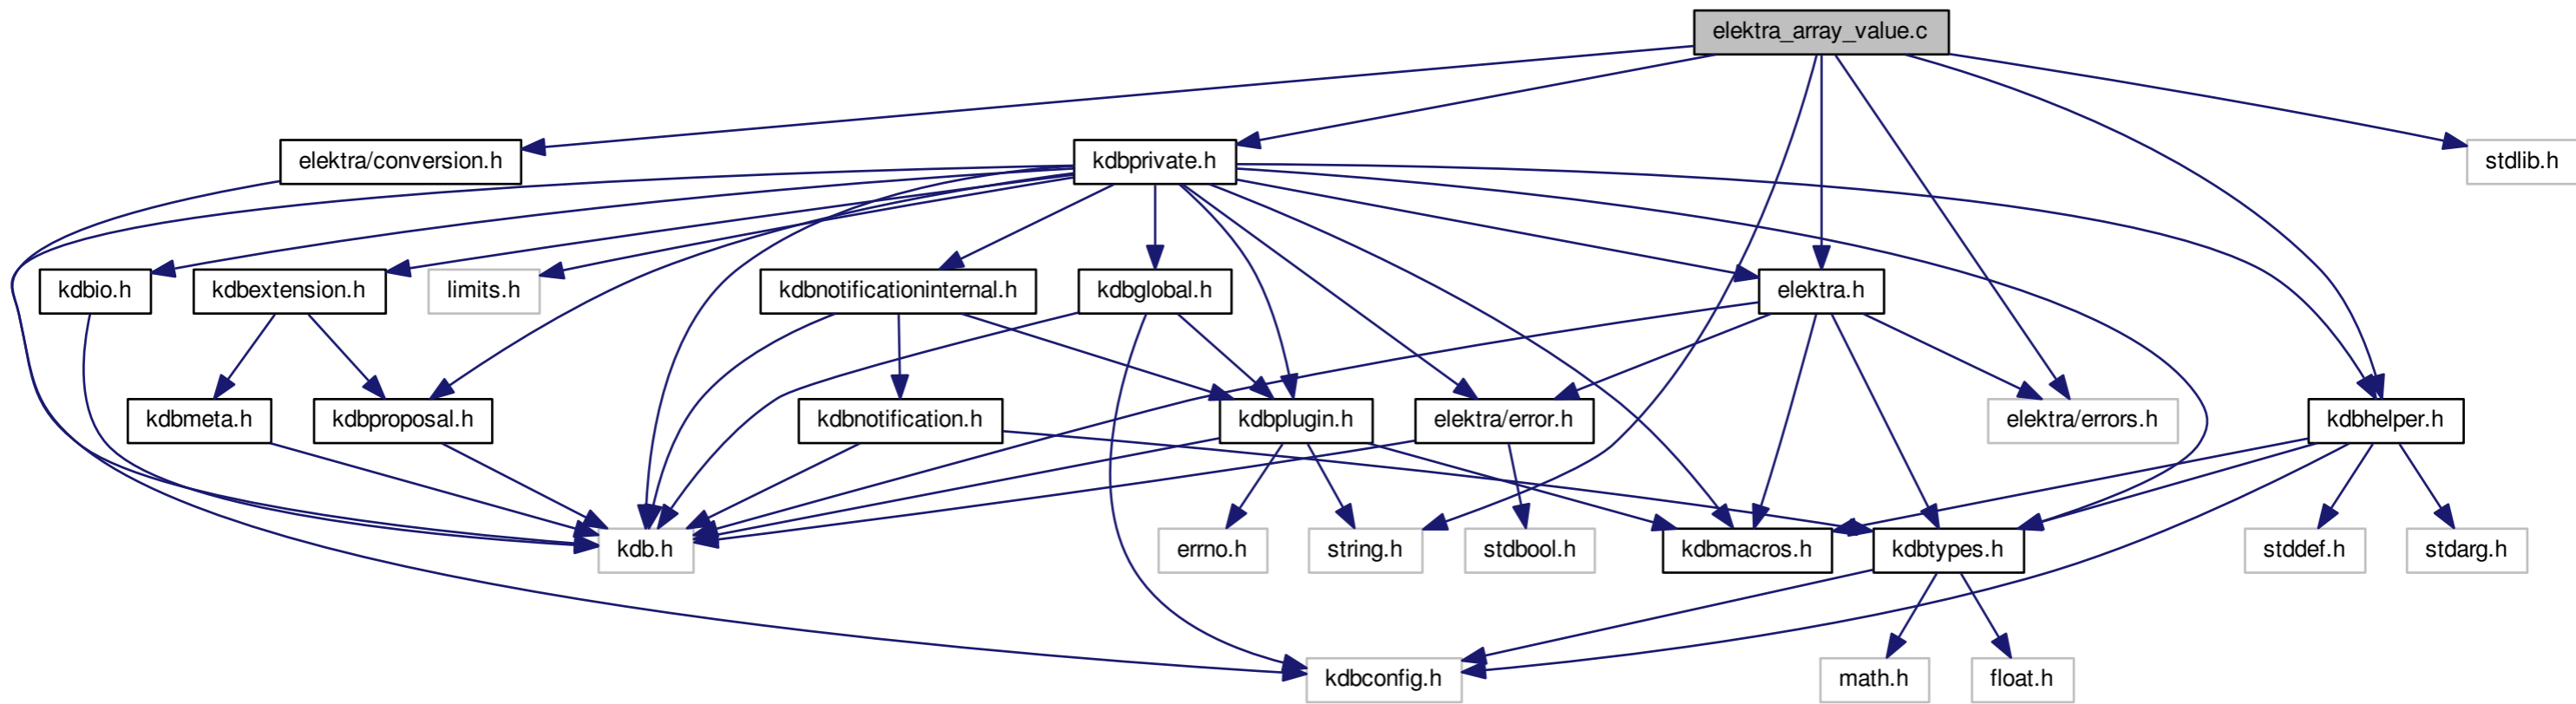 elektra_array_value.c
elektra/conversion.h
kdbprivate.h
stdlib.h
kdbio.h
kdbextension.h
limits.h
kdbnotificationinternal.h
kdbglobal.h
elektra.h
kdbmeta.h
kdbproposal.h
kdbnotification.h
kdbplugin.h
elektra/error.h
elektra/errors.h
kdbhelper.h
kdb.h
errno.h
string.h
stdbool.h
kdbmacros.h
kdbtypes.h
stddef.h
stdarg.h
kdbconfig.h
math.h
float.h